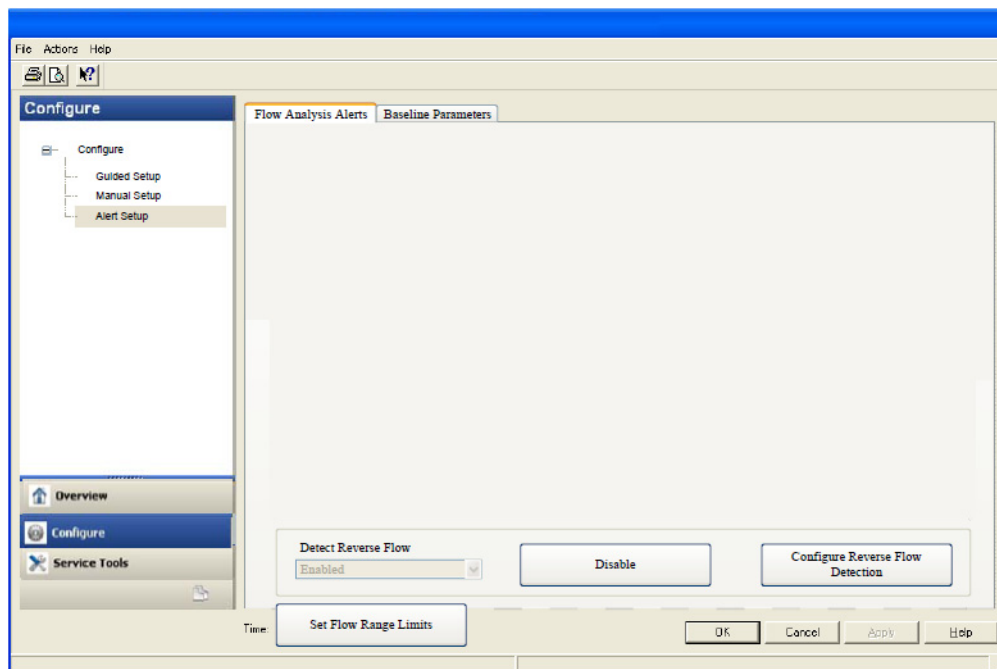 File Actions Help
Configure
Configure
Guided Setup
Manual Setup
Alert Setup
Overview
Configure
Service Tools
Flow Analysis Alerts Baseline Parameters
Detect Reverse Flow
Enabled
Disable
Configure Reverse Flow
Detection
Time:
Set Flow Range Limits
OK Cancel Apply Help